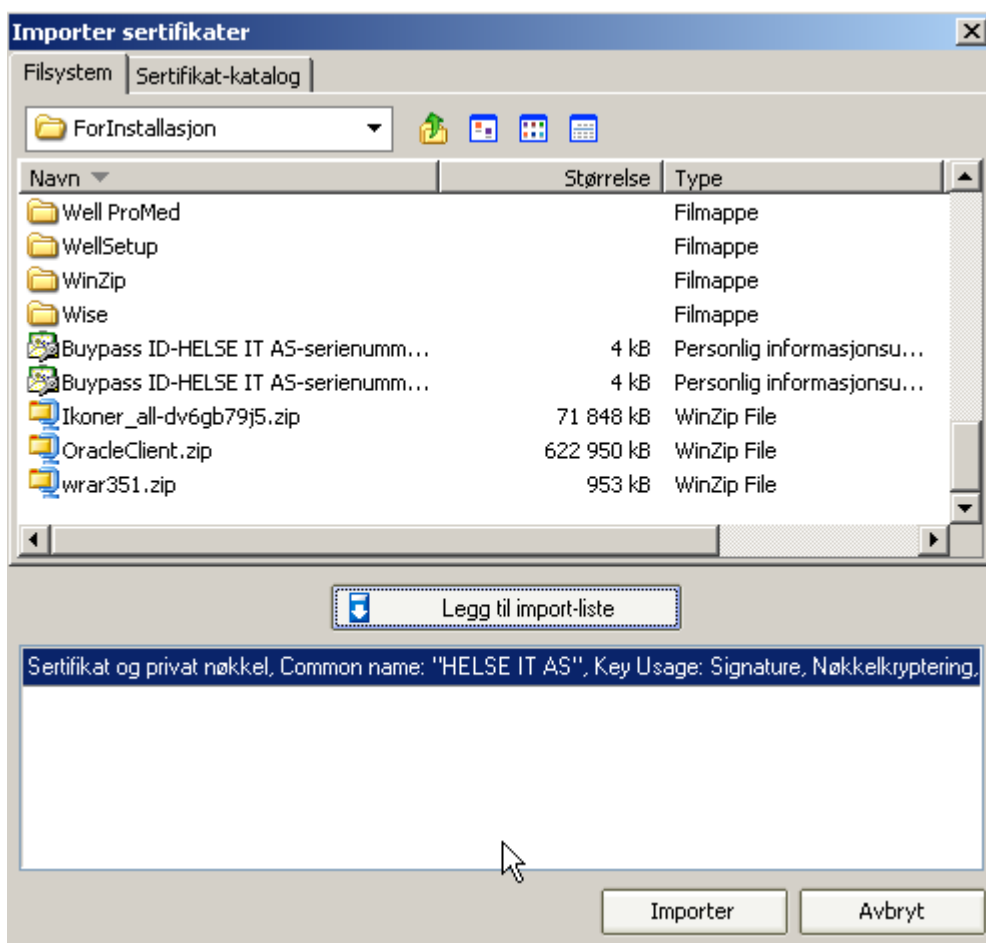 Importer sertifikater
Filsystem Sertifikat-katalog
ForInstallasjon
Navn Størrelse Type
Well ProMed Filmappe
WellSetup Filmappe
WinZip Filmappe
Wise Filmappe
Buypass ID-HELSE IT AS-serienumm... 4 kB Personlig informasjonsu...
Buypass ID-HELSE IT AS-serienumm... 4 kB Personlig informasjonsu...
Ikoner_all-dv6gb79j5.zip 71 848 kB WinZip File
OracleClient.zip 622 950 kB WinZip File
wrar351.zip 953 kB WinZip File
Legg til import-liste
Sertifikat og privat nøkkel, Common name: "HELSE IT AS", Key Usage: Signature, Nøkkelkryptering,
Importer Avbryt